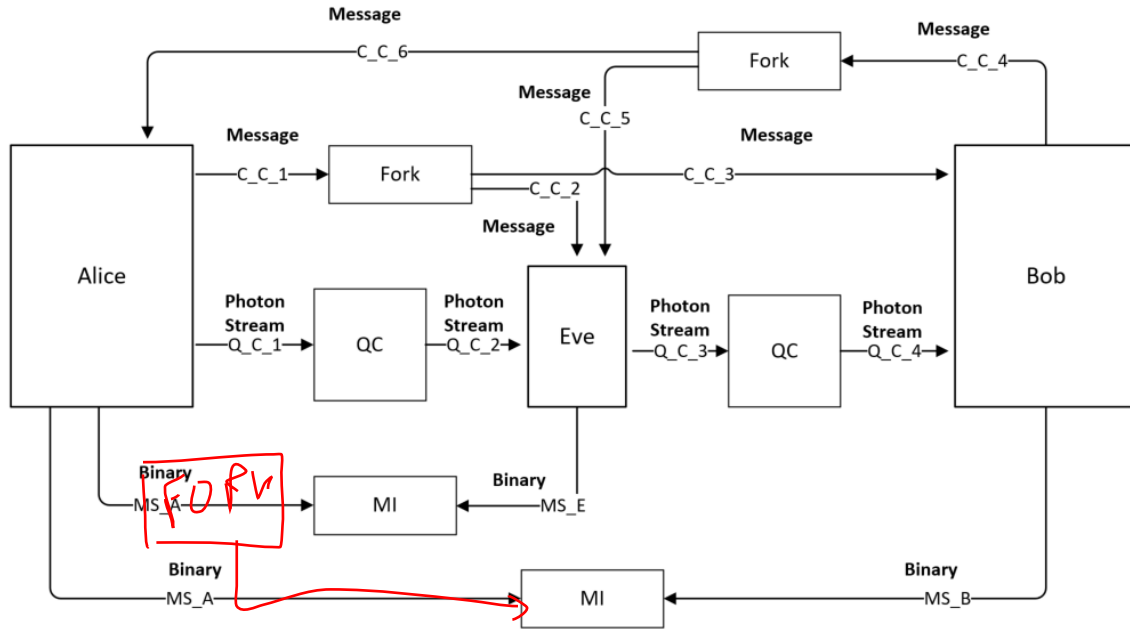 Message
C_C_6
Fork
Message
C_C_4
Message
C_C_5
Message
C_C_1
Fork
Message
C_C_3
C_C_2
Message
Alice
Photon
Stream
Q_C_1
QC
Photon
Stream
Q_C_2
Eve
Photon
Stream
Q_C_3
QC
Photon
Stream
Q_C_4
Bob
Binary
MS_A
FORK
MI
Binary
MS_E
Binary
MS_A
MI
Binary
MS_B